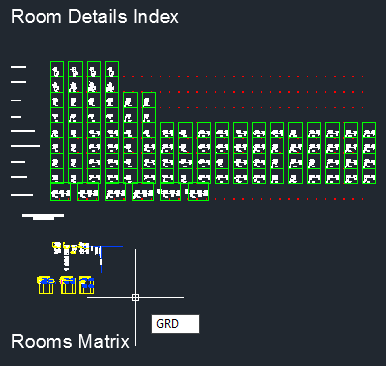 Room Details Index
GRD
Rooms Matrix